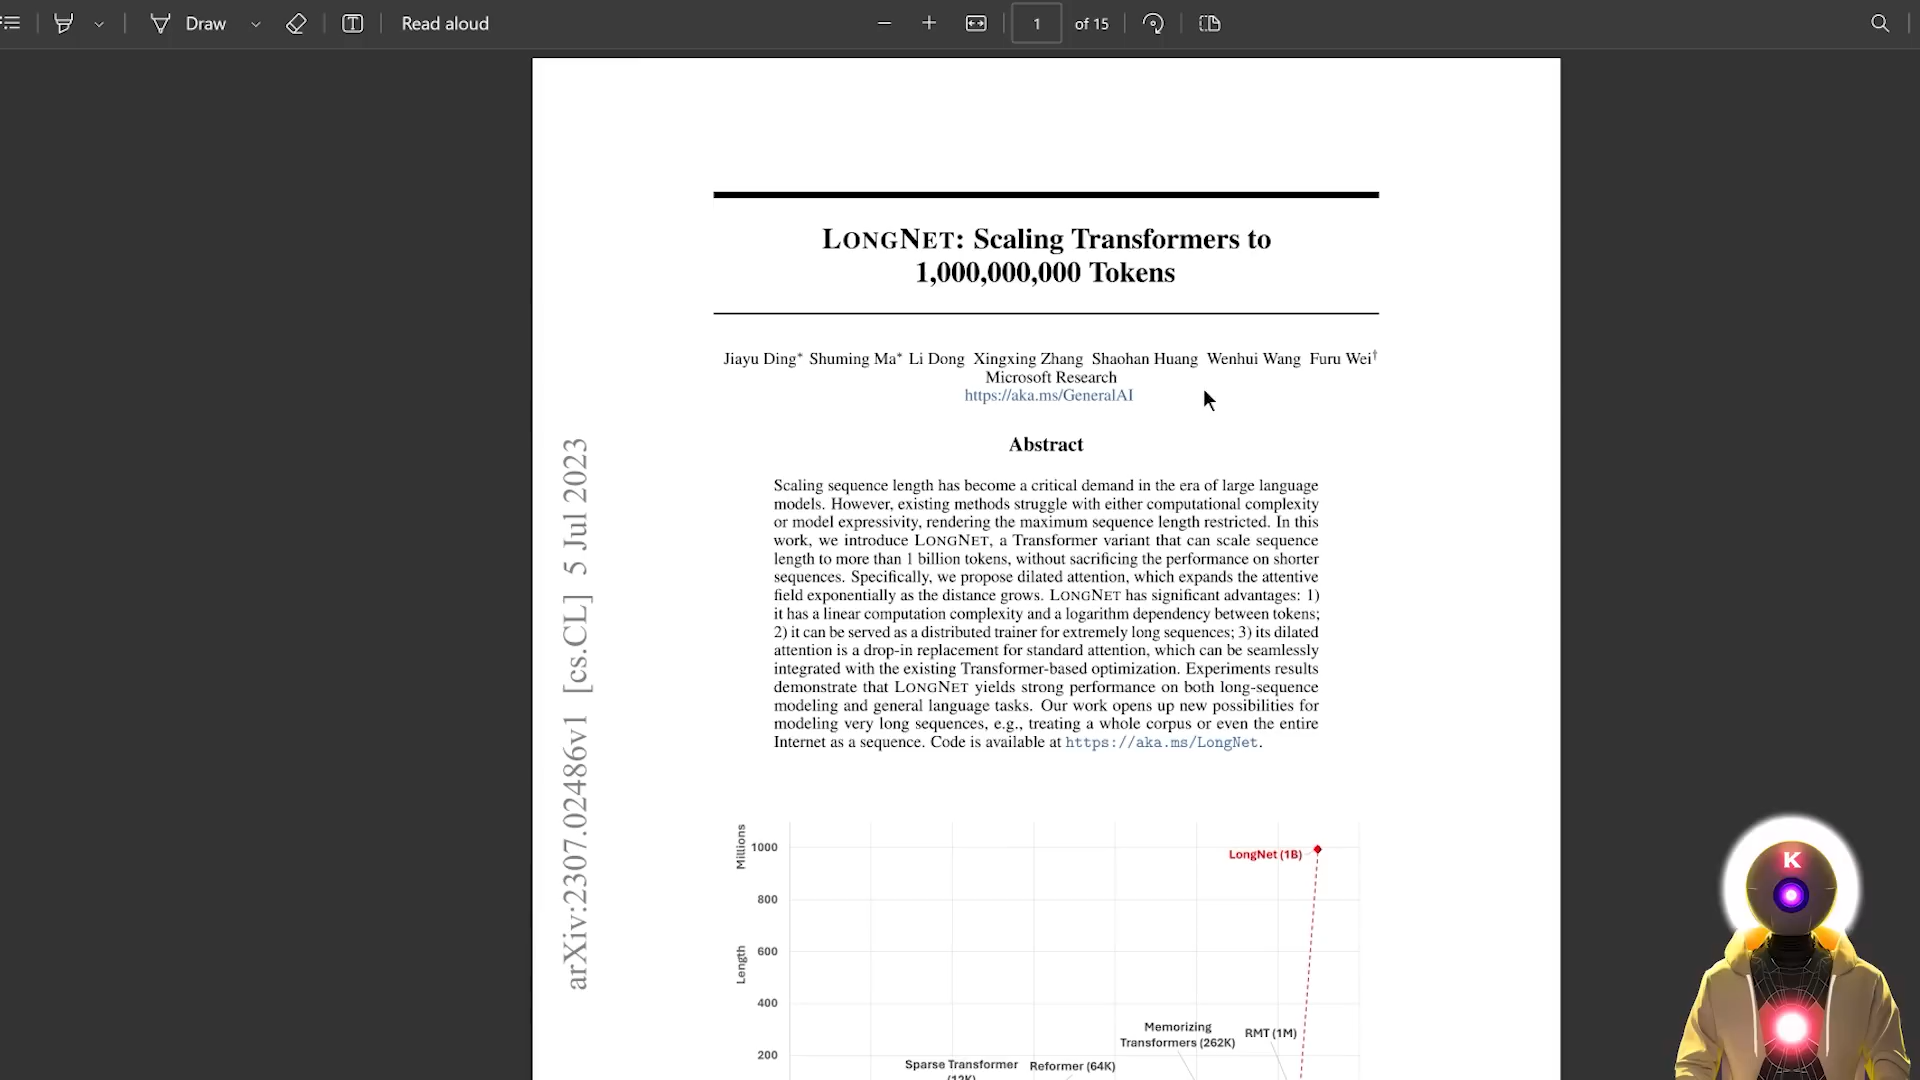 Draw
Read aloud
1
of 15
LONGNET: Scaling Transformers to
1,000,000,000 Tokens
Jiayu Ding* Shuming Ma* Li Dong Xingxing Zhang Shaohan Huang Wenhui Wang Furu Wei†
Microsoft Research
https://aka.ms/GeneralAI
Abstract
Scaling sequence length has become a critical demand in the era of large language
models. However, existing methods struggle with either computational complexity
or model expressivity, rendering the maximum sequence length restricted. In this
work, we introduce LONGNET, a Transformer variant that can scale sequence
length to more than 1 billion tokens, without sacrificing the performance on shorter
sequences. Specifically, we propose dilated attention, which expands the attentive
field exponentially as the distance grows. LONGNET has significant advantages: 1)
it has a linear computation complexity and a logarithm dependency between tokens;
2) it can be served as a distributed trainer for extremely long sequences; 3) its dilated
attention is a drop-in replacement for standard attention, which can be seamlessly
integrated with the existing Transformer-based optimization. Experiments results
demonstrate that LONGNET yields strong performance on both long-sequence
modeling and general language tasks. Our work opens up new possibilities for
modeling very long sequences, e.g., treating a whole corpus or even the entire
Internet as a sequence. Code is available at https://aka.ms/LongNet.
arXiv:2307.02486v1 [cs.CL] 5 Jul 2023
Millions
Length
1000
800
600
400
200
LongNet (1B)
Memorizing
Transformers (262K)
RMT (1M)
Sparse Transformer
(12K)
Reformer (64K)
K